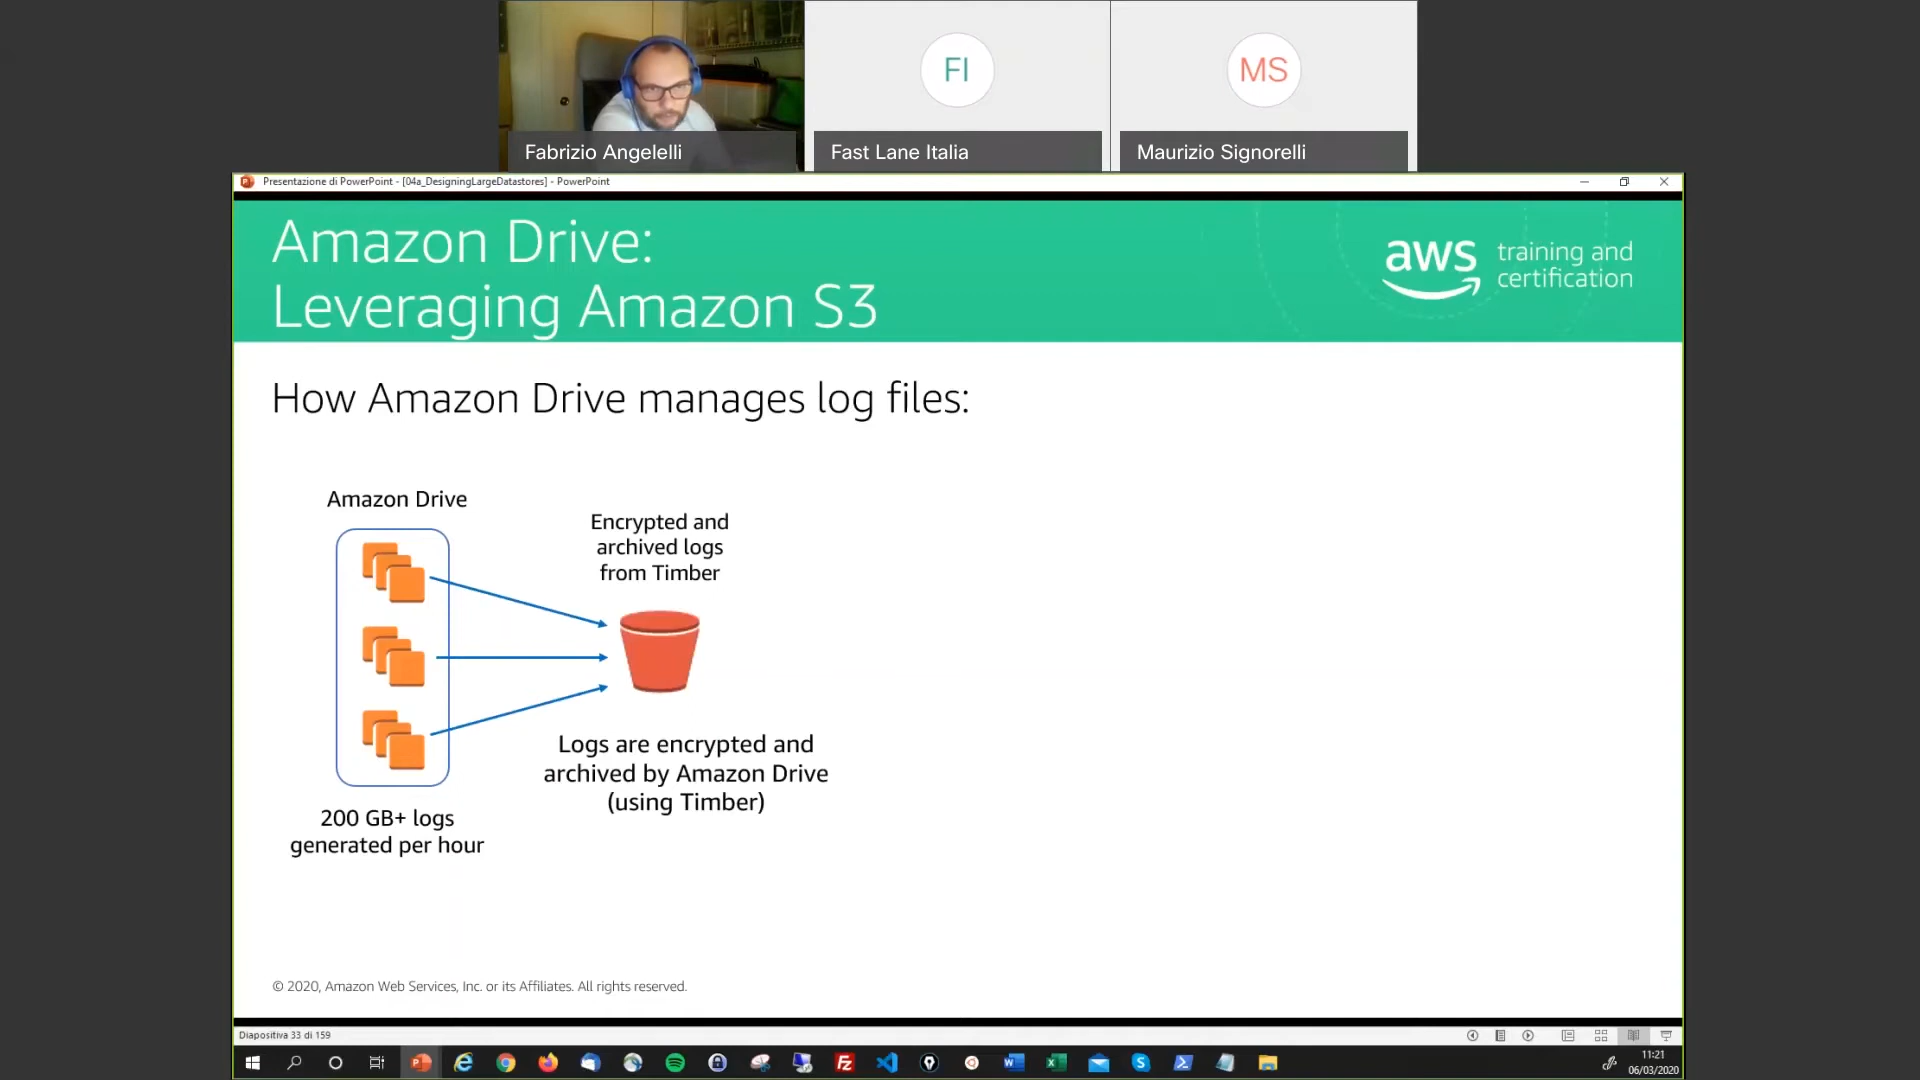 FI
MS
Fabrizio Angelelli
Fast Lane Italia
Maurizio Signorelli
Presentazione di PowerPoint - [04a_DesigningLargeDatastores] - PowerPoint
Amazon Drive:
Leveraging Amazon S3
aws training and
certification
How Amazon Drive manages log files:
Amazon Drive
Encrypted and
archived logs
from Timber
Logs are encrypted and
archived by Amazon Drive
(using Timber)
200 GB+ logs
generated per hour
© 2020, Amazon Web Services, Inc. or its Affiliates. All rights reserved.
Diapositiva 33 di 159
11:21
06/03/2020